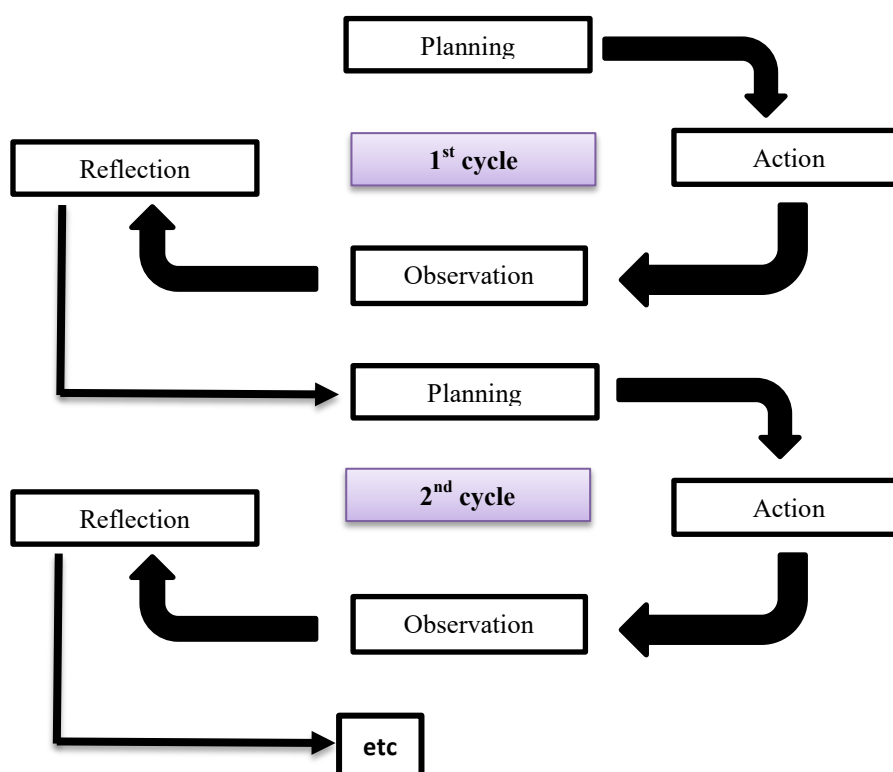 Planning
Action
1st cycle
Reflection
Observation
Planning
2nd cycle
Action
Reflection
Observation
etc